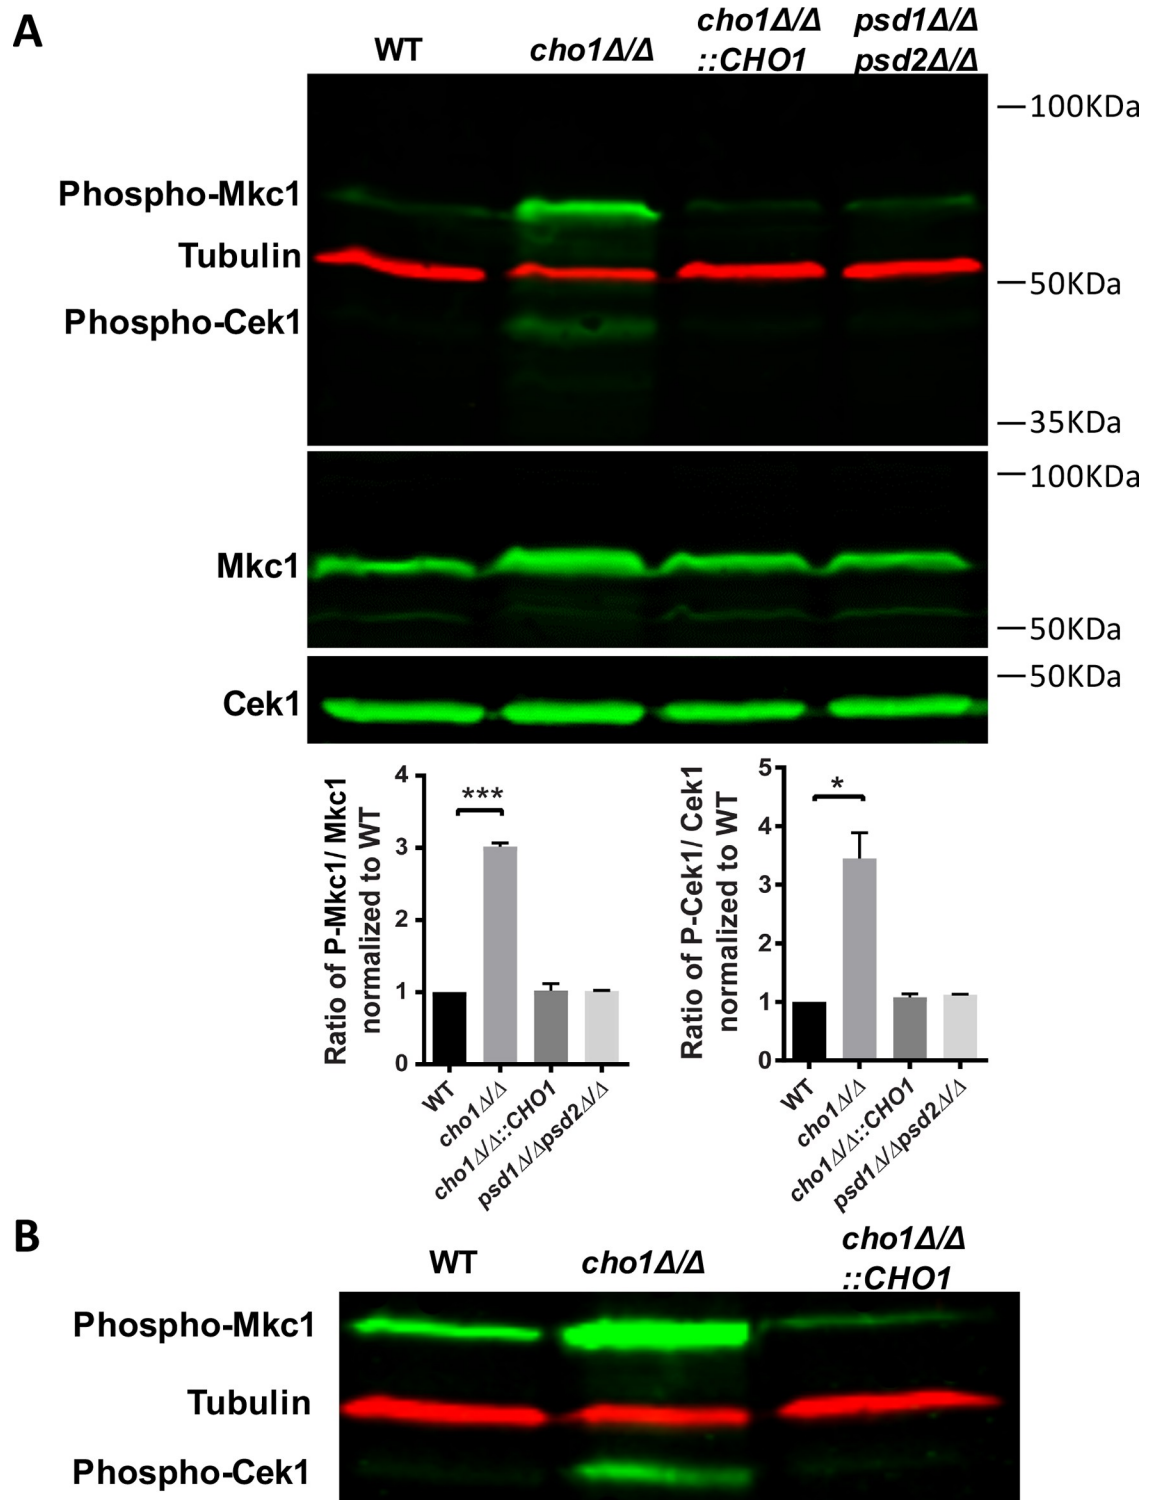 A
WT
cho1Δ/Δ
cho1Δ/Δ
::CHO1
psd1Δ/Δ
psd2Δ/Δ
—100KDa
Phospho-Mkc1
Tubulin
—50KDa
Phospho-Cek1
—35KDa
—100KDa
Mkc1
—50KDa
—50KDa
Cek1
Ratio of P-Mkc1/ Mkc1
normalized to WT
4
3
2
1
0
***
WT
cho1Δ/Δ
cho1Δ/Δ::CHO1
psd1Δ/Δpsd2Δ/Δ
Ratio of P-Cek1/ Cek1
normalized to WT
5
4
3
2
1
0
*
WT
cho1Δ/Δ
cho1Δ/Δ::CHO1
psd1Δ/Δpsd2Δ/Δ
B
WT
cho1Δ/Δ
cho1Δ/Δ
::CHO1
Phospho-Mkc1
Tubulin
Phospho-Cek1